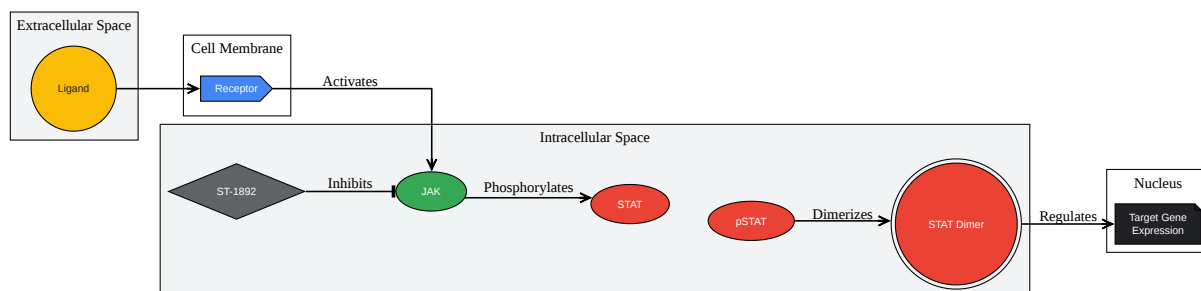 Extracellular Space
Ligand
Cell Membrane
Receptor
Activates
Intracellular Space
ST-1892
Inhibits
JAK
Phosphorylates
STAT
pSTAT
Dimerizes
STAT Dimer
Regulates
Nucleus
Target Gene
Expression